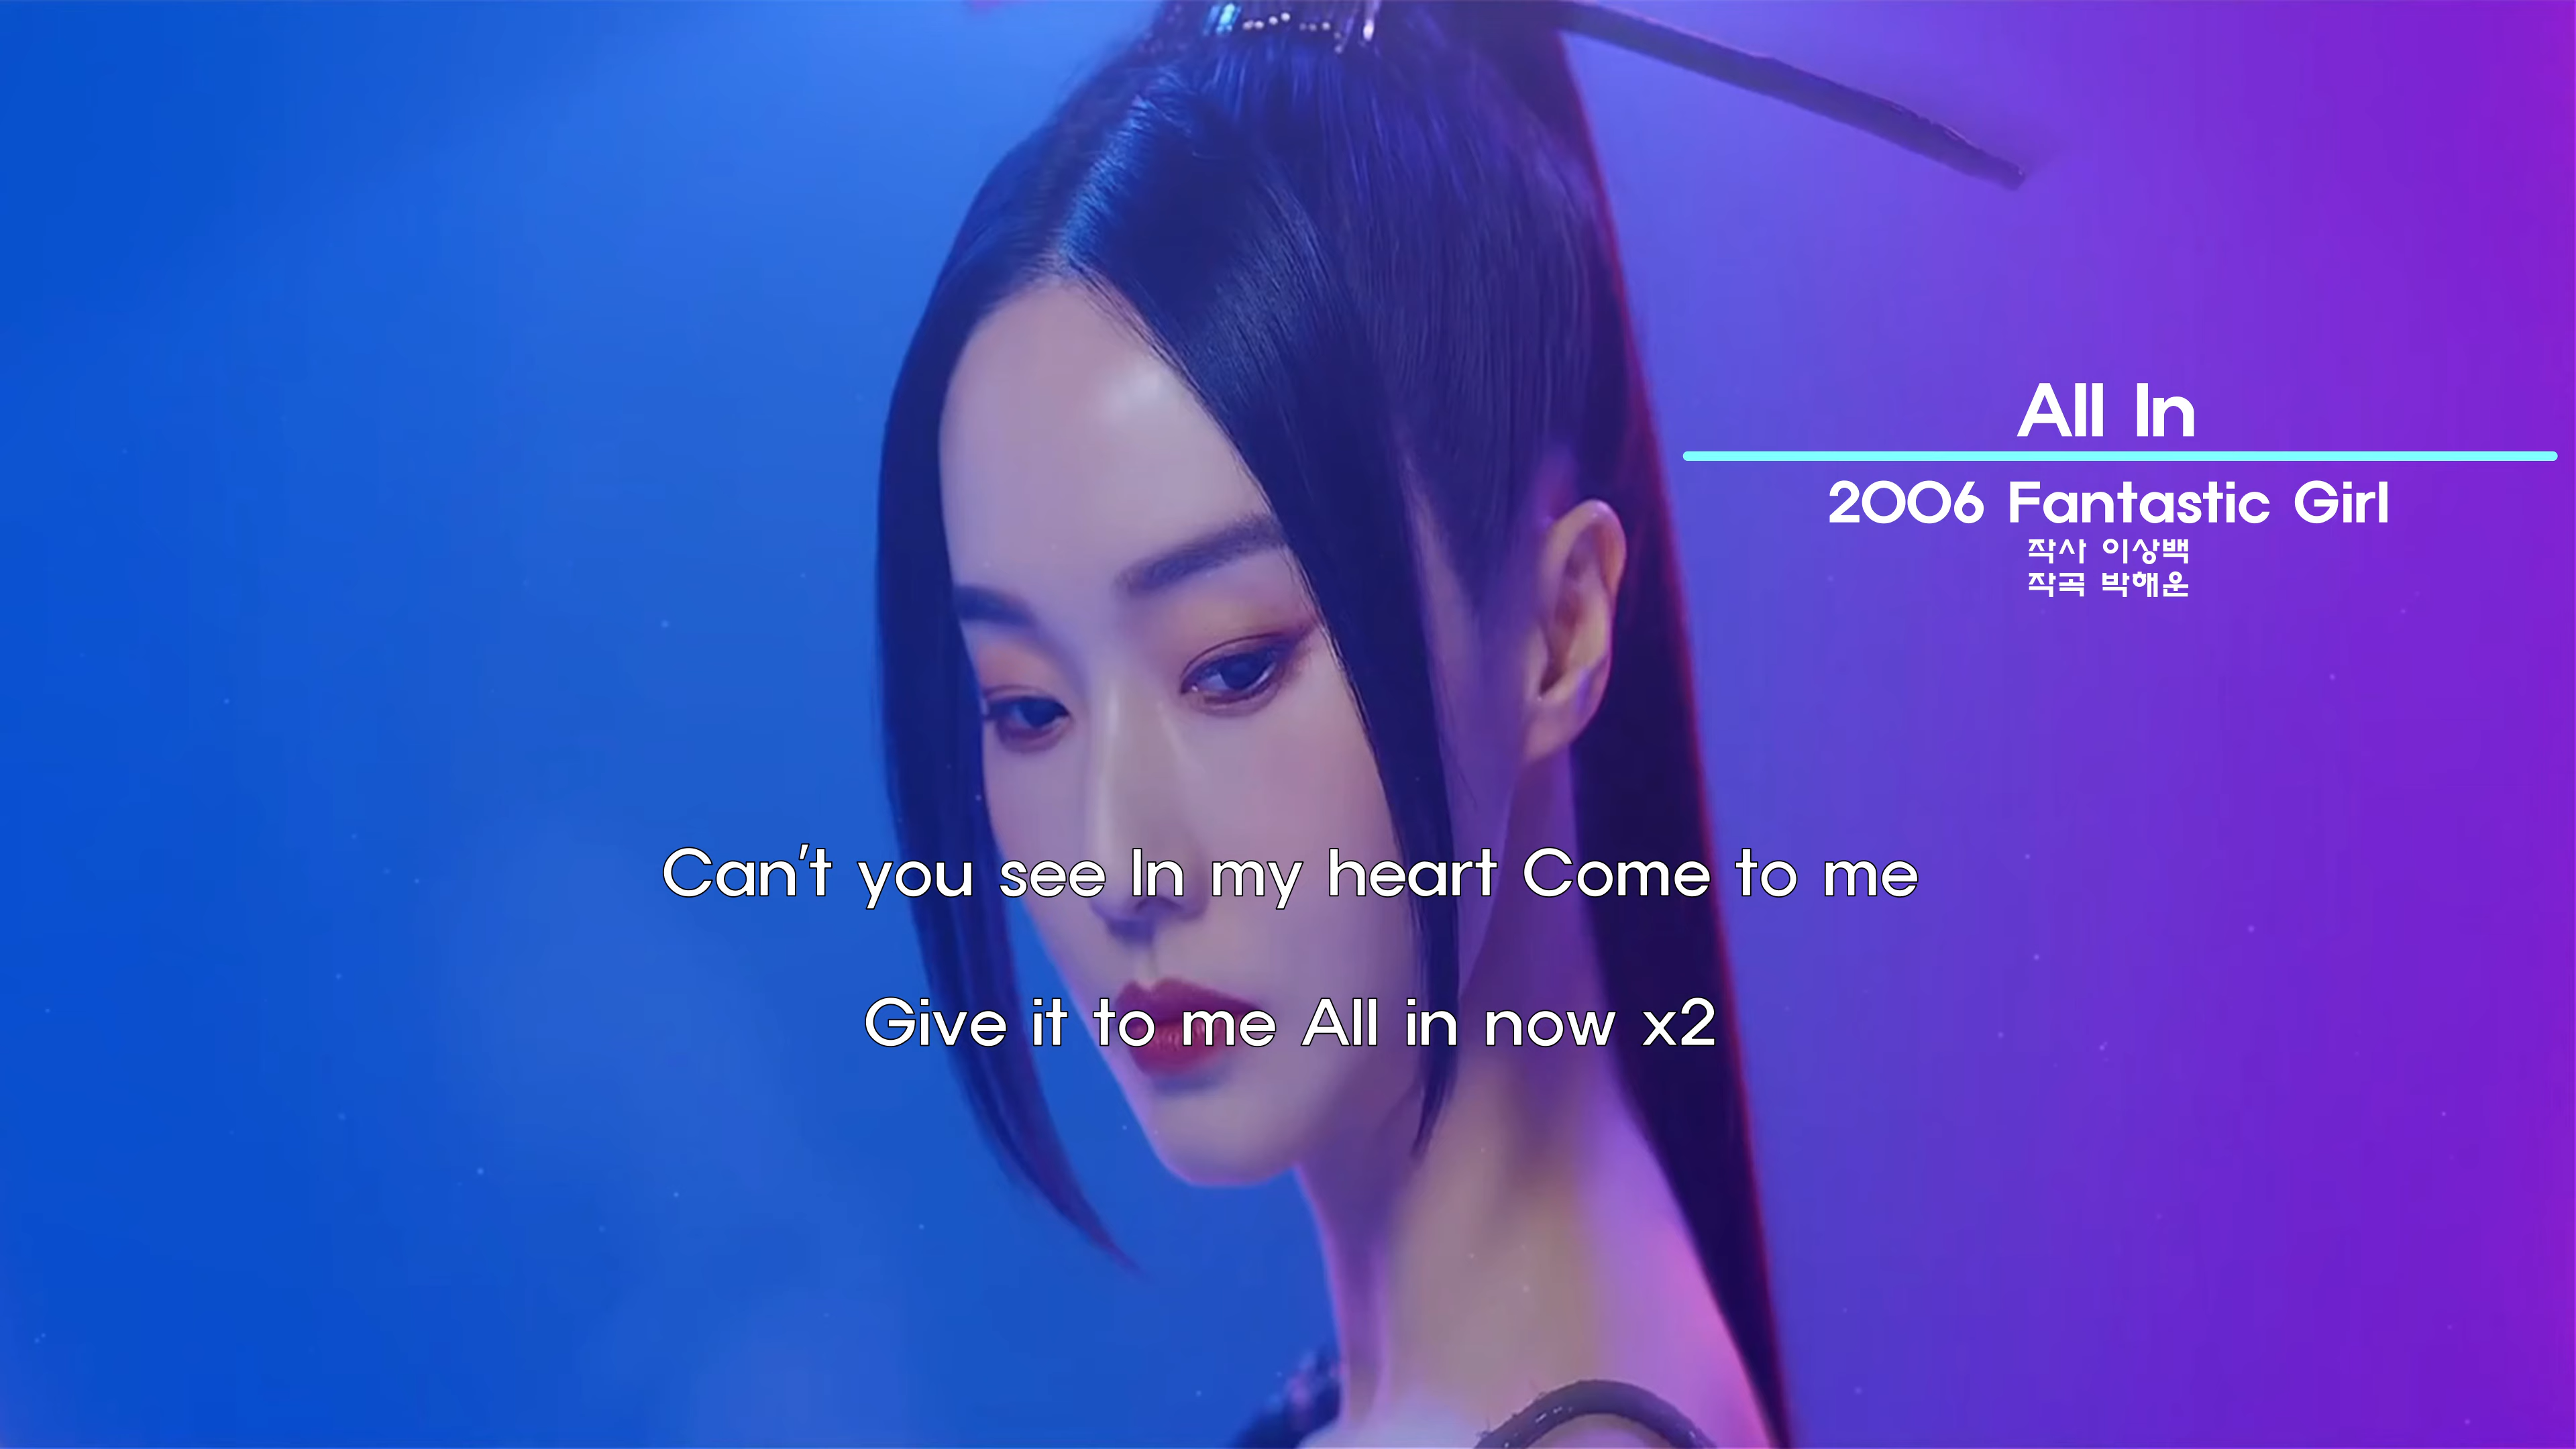 All In
2006 Fantastic Girl
작사 이상백
작곡 박해운
Can't you see In my heart Come to me
Give it to me All in now x2